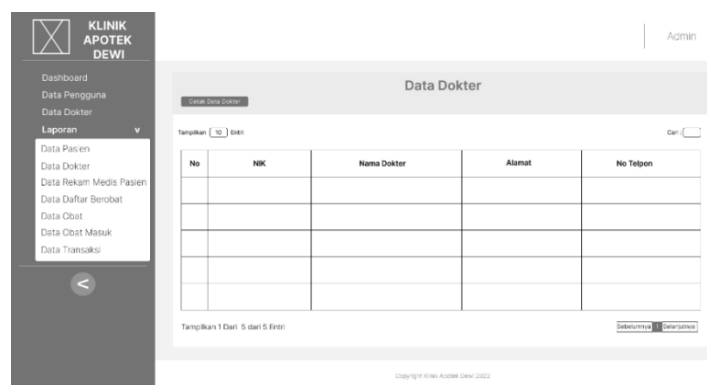 KLINIK
APOTEK
DEWI
Admin
Dashboard
Data Pengguna
Data Dokter
Laporan v
Data Pasien
Data Dokter
Data Rekam Medis Pasien
Data Daftar Berobat
Data Obat
Data Obat Masuk
Data Transaksi
<
Data Dokter
Cetak Data Dokter
Tampilkan 10 Entri
Cari :
No NIK Nama Dokter Alamat No Telpon
Tampilkan 1 Dari 5 dari 5 Entri
Sebelumnya 1 Selanjutnya
Copyright Klinik Apotek Dewi 2022